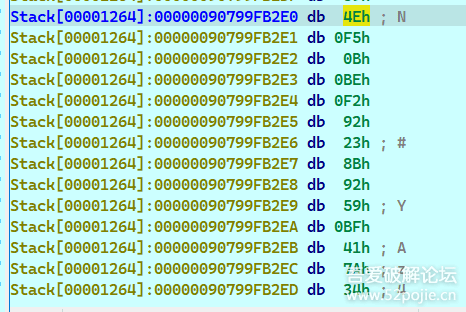 Stack[00001264]:00000090799FB2E0 db  4Eh ; N
Stack[00001264]:00000090799FB2E1 db 0F5h
Stack[00001264]:00000090799FB2E2 db  0Bh
Stack[00001264]:00000090799FB2E3 db 0BEh
Stack[00001264]:00000090799FB2E4 db 0F2h
Stack[00001264]:00000090799FB2E5 db  92h
Stack[00001264]:00000090799FB2E6 db  23h ; #
Stack[00001264]:00000090799FB2E7 db  8Bh
Stack[00001264]:00000090799FB2E8 db  92h
Stack[00001264]:00000090799FB2E9 db  59h ; Y
Stack[00001264]:00000090799FB2EA db 0BFh
Stack[00001264]:00000090799FB2EB db  41h ; A
Stack[00001264]:00000090799FB2EC db  7Ah ;
Stack[00001264]:00000090799FB2ED db  34h ; 4
吾爱破解论坛
www.52pojie.cn